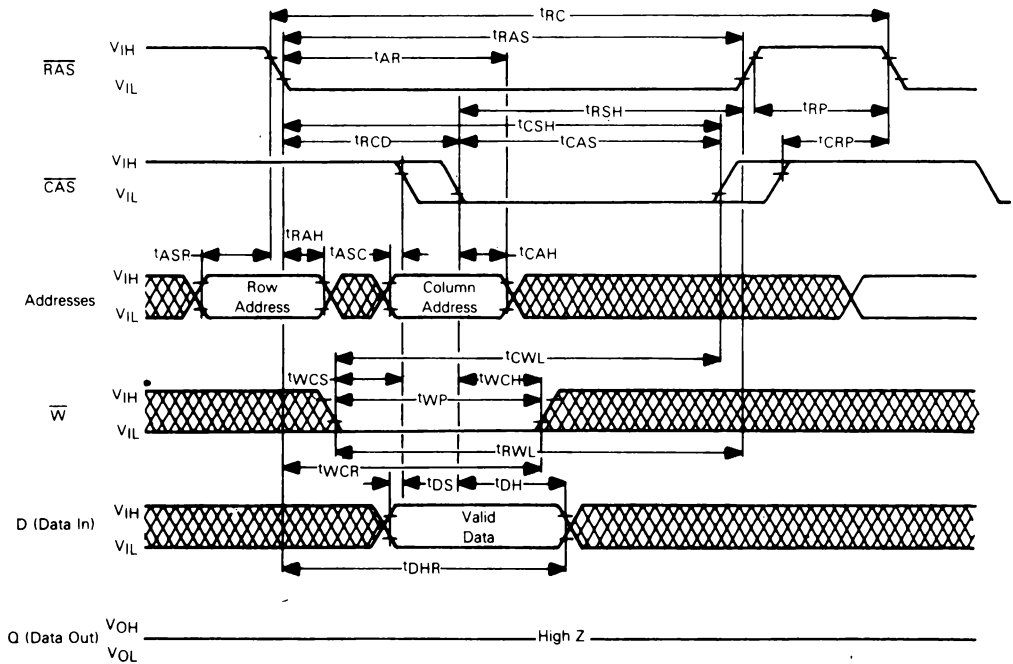 tRC
VIH
tRAS
tAR
RAS
VIL
tRSH
tRP
tCSH
tRCD
tCAS
tCRP
VIH
CAS
VIL
tASR
tRAH
tASC
tCAH
VIH
Row
Column
Addresses
Address
Address
VIL
tCWL
tWCS
tWCH
VIH
tWP
W
VIL
tRWL
tWCR
tDS
tDH
VIH
Valid
D (Data In)
Data
VIL
tDHR
VOH
Q (Data Out)
High Z
VOL